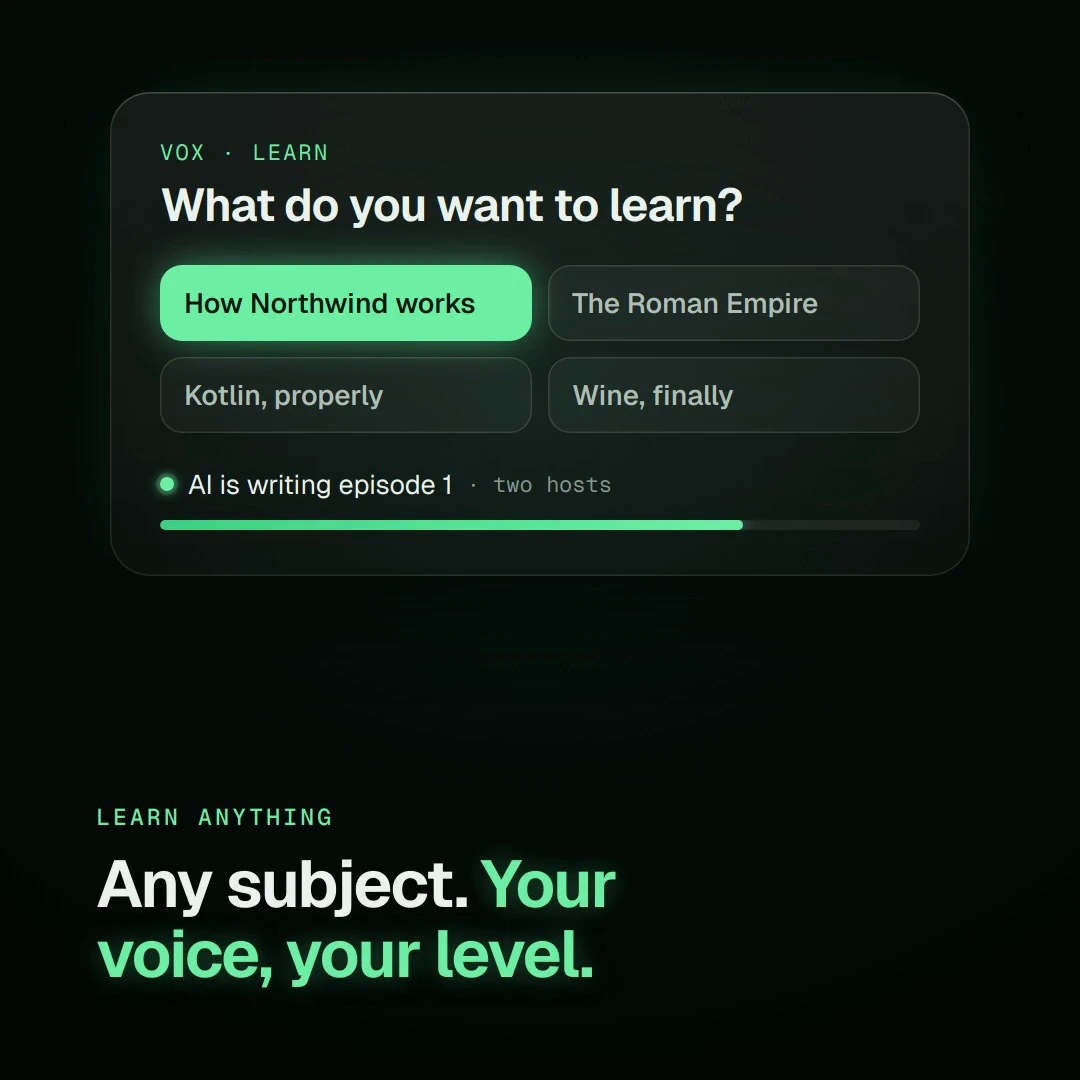 VOX · LEARN
What do you want to learn?
How Northwind works
The Roman Empire
Kotlin, properly
Wine, finally
AI is writing episode 1 · two hosts
LEARN ANYTHING
Any subject. Your
voice, your level.